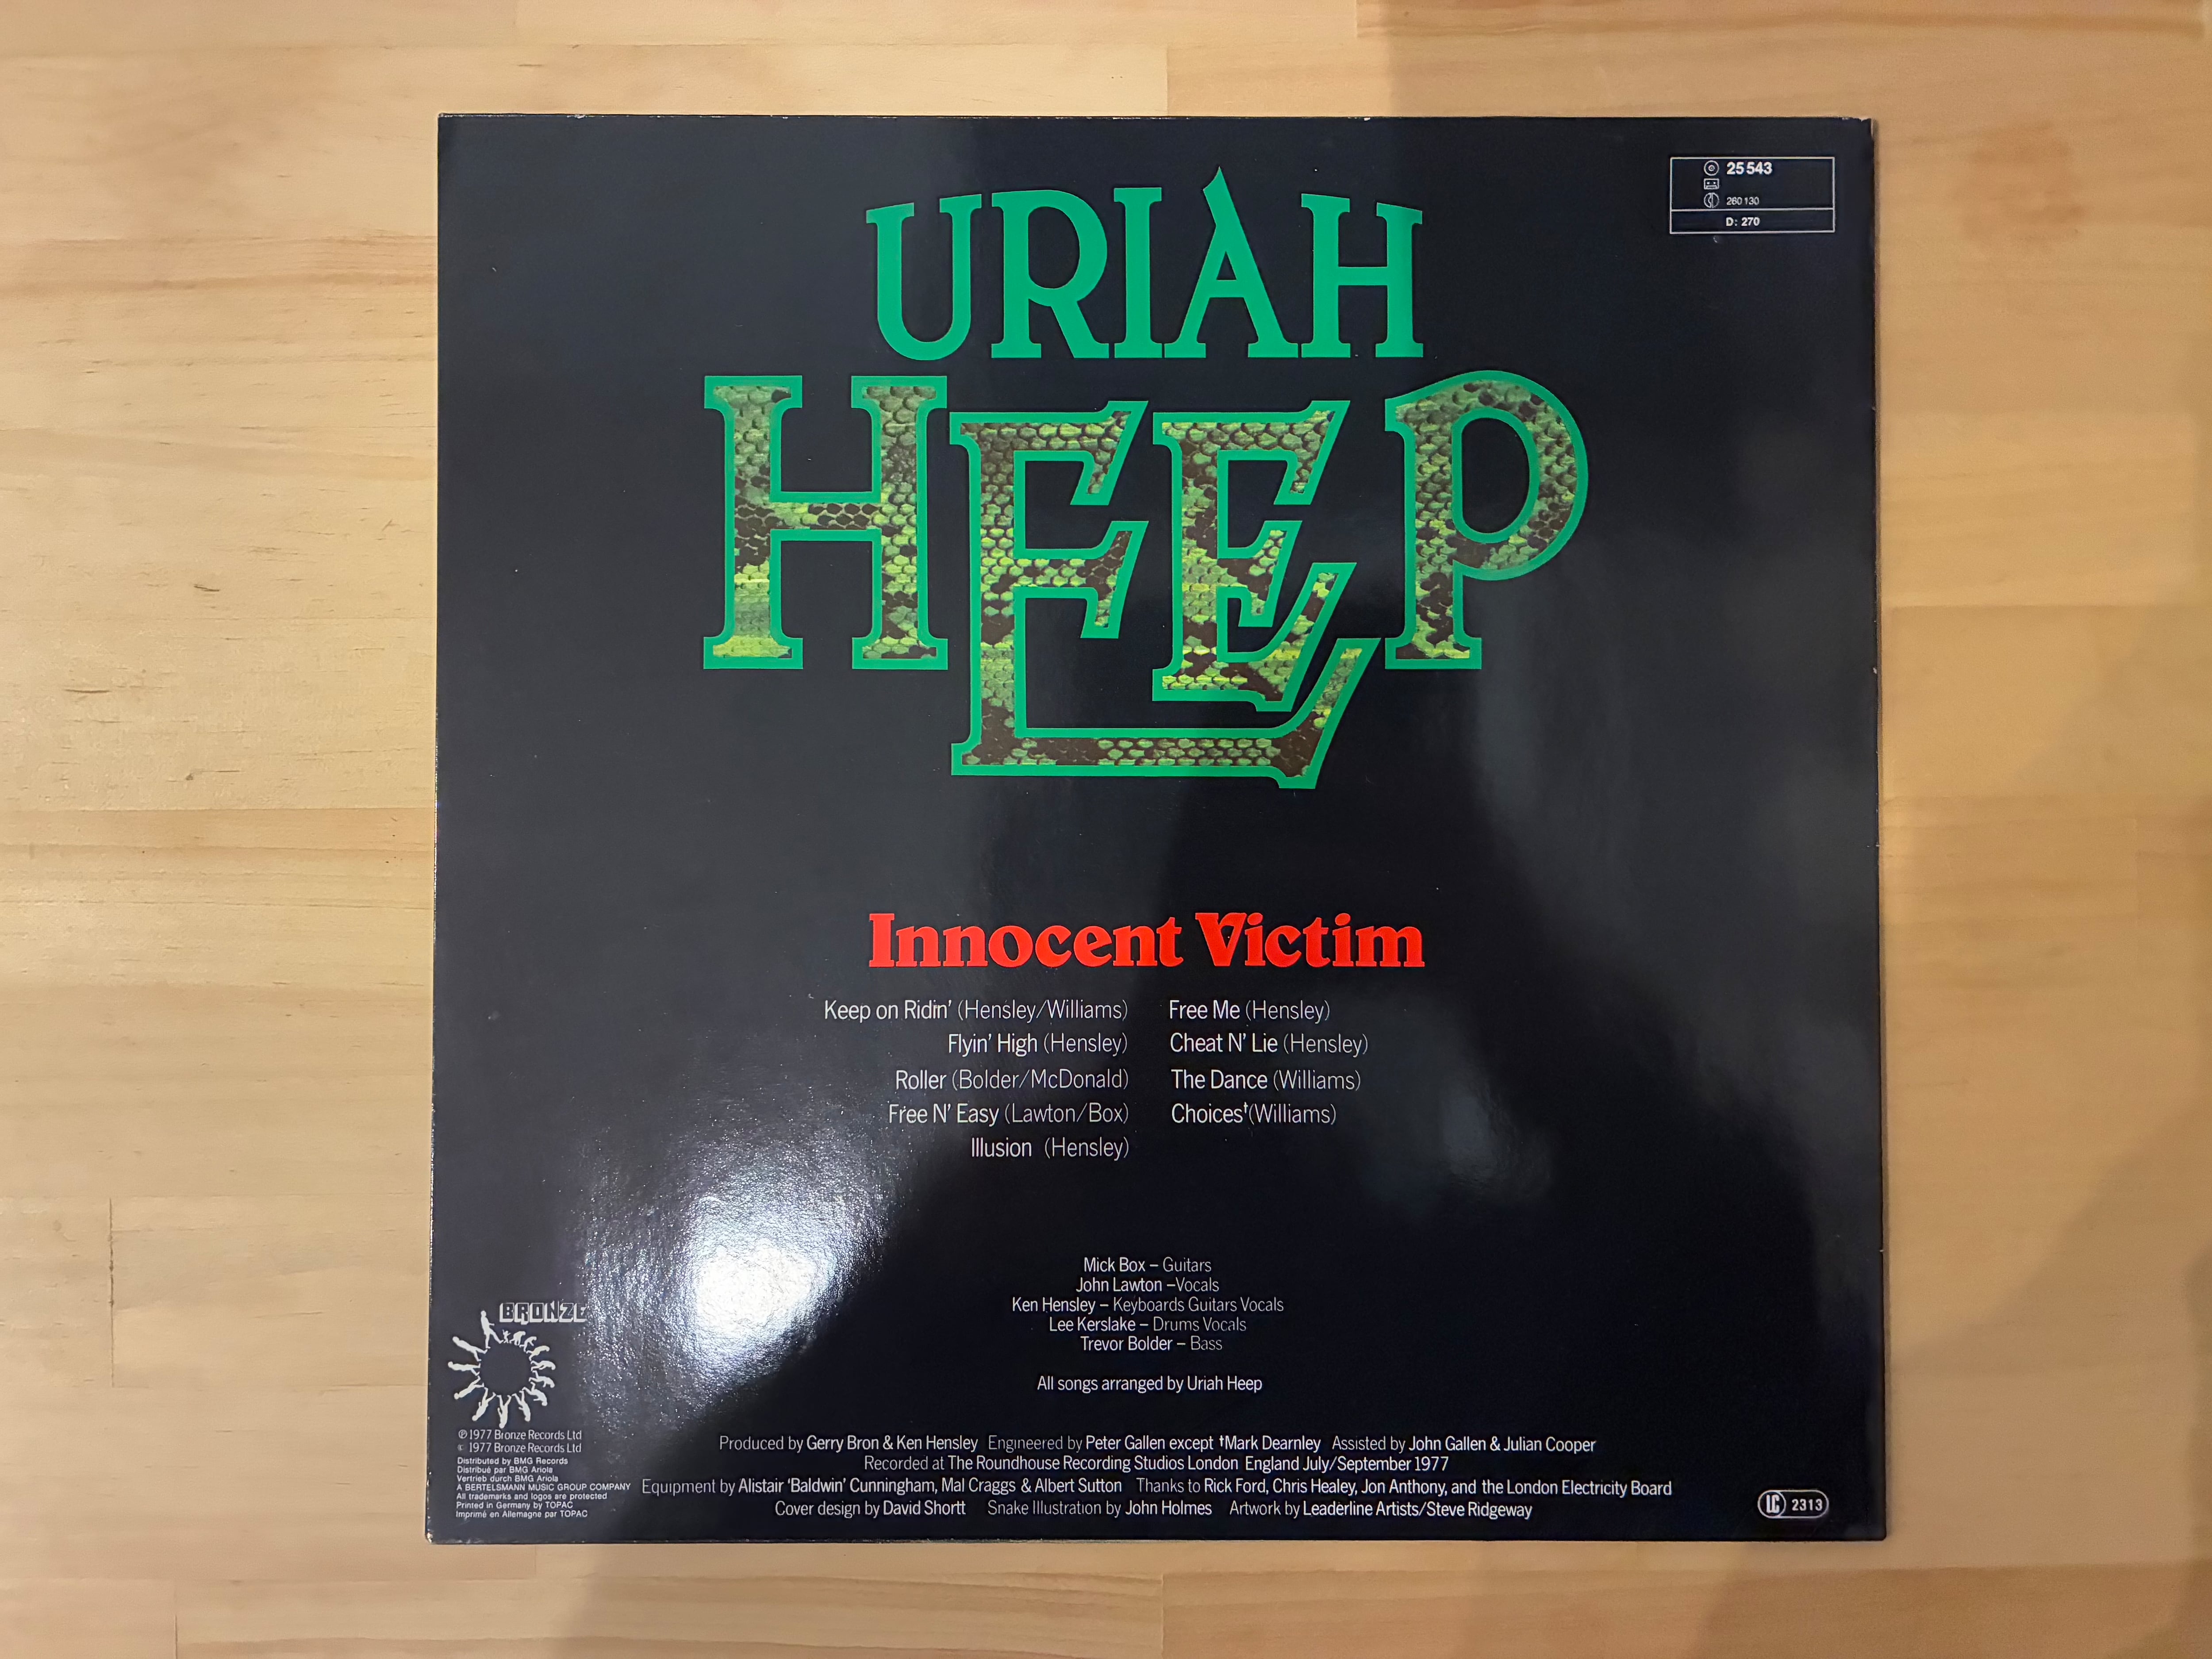 URIAH
HEEP
25 543
260 130
D: 270
Innocent Victim
Keep on Ridin' (Hensley/Williams)
Flyin' High (Hensley)
Roller (Bolder/McDonald)
Free N' Easy (Lawton/Box)
Illusion (Hensley)
Free Me (Hensley)
Cheat N' Lie (Hensley)
The Dance (Williams)
Choices†(Williams)
Mick Box – Guitars
John Lawton –Vocals
Ken Hensley – Keyboards Guitars Vocals
Lee Kerslake – Drums Vocals
Trevor Bolder – Bass
All songs arranged by Uriah Heep
BRONZE
℗ 1977 Bronze Records Ltd
© 1977 Bronze Records Ltd
Distributed by BMG Records
Distribué par BMG Ariola
Vertrieb durch BMG Ariola
A BERTELSMANN MUSIC GROUP COMPANY
All trademarks and logos are protected
Printed in Germany by TOPAC
Imprimé en Allemagne par TOPAC
Produced by Gerry Bron & Ken Hensley Engineered by Peter Gallen except †Mark Dearnley Assisted by John Gallen & Julian Cooper
Recorded at The Roundhouse Recording Studios London England July/September 1977
Equipment by Alistair 'Baldwin' Cunningham, Mal Craggs & Albert Sutton Thanks to Rick Ford, Chris Healey, Jon Anthony, and the London Electricity Board
Cover design by David Shortt Snake Illustration by John Holmes Artwork by Leaderline Artists/Steve Ridgeway
LC 2313